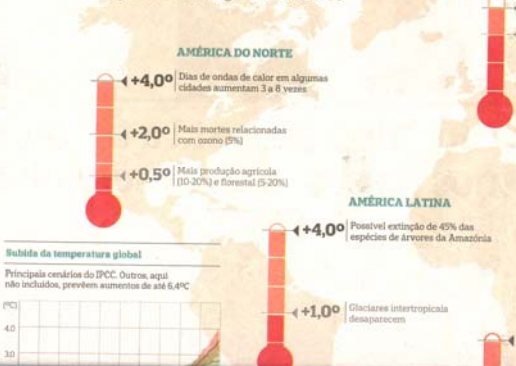 AMÉRICA DO NORTE
+4,0º
Dias de ondas de calor em algumas
cidades aumentam 3 a 8 vezes
+2,0º
Mais mortes relacionadas
com ozono (5%)
+0,5º
Mais produção agrícola
(10-20%) e florestal (5-20%)
AMÉRICA LATINA
+4,0º
Possível extinção de 45% das
espécies de árvores da Amazónia
+1,0º
Glaciares intertropicais
desaparecem
Subida da temperatura global
Principais cenários do IPCC. Outros, aqui
não incluídos, prevêem aumentos de até 6,4ºC
(ºC)
4.0
3.0